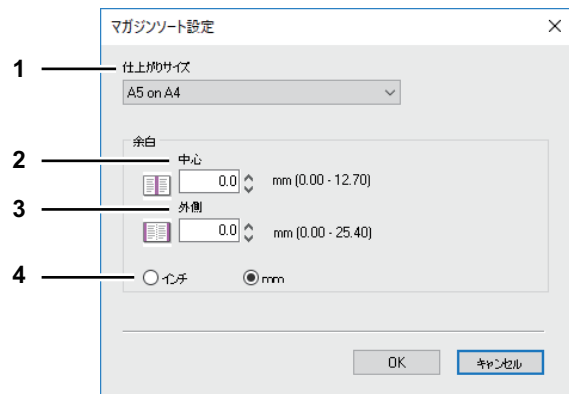 マガジンソート設定
1
仕上がりサイズ
A5 on A4
余白
2
中心
0.0 mm (0.00 - 12.70)
3
外側
0.0 mm (0.00 - 25.40)
4
インチ mm
OK キャンセル